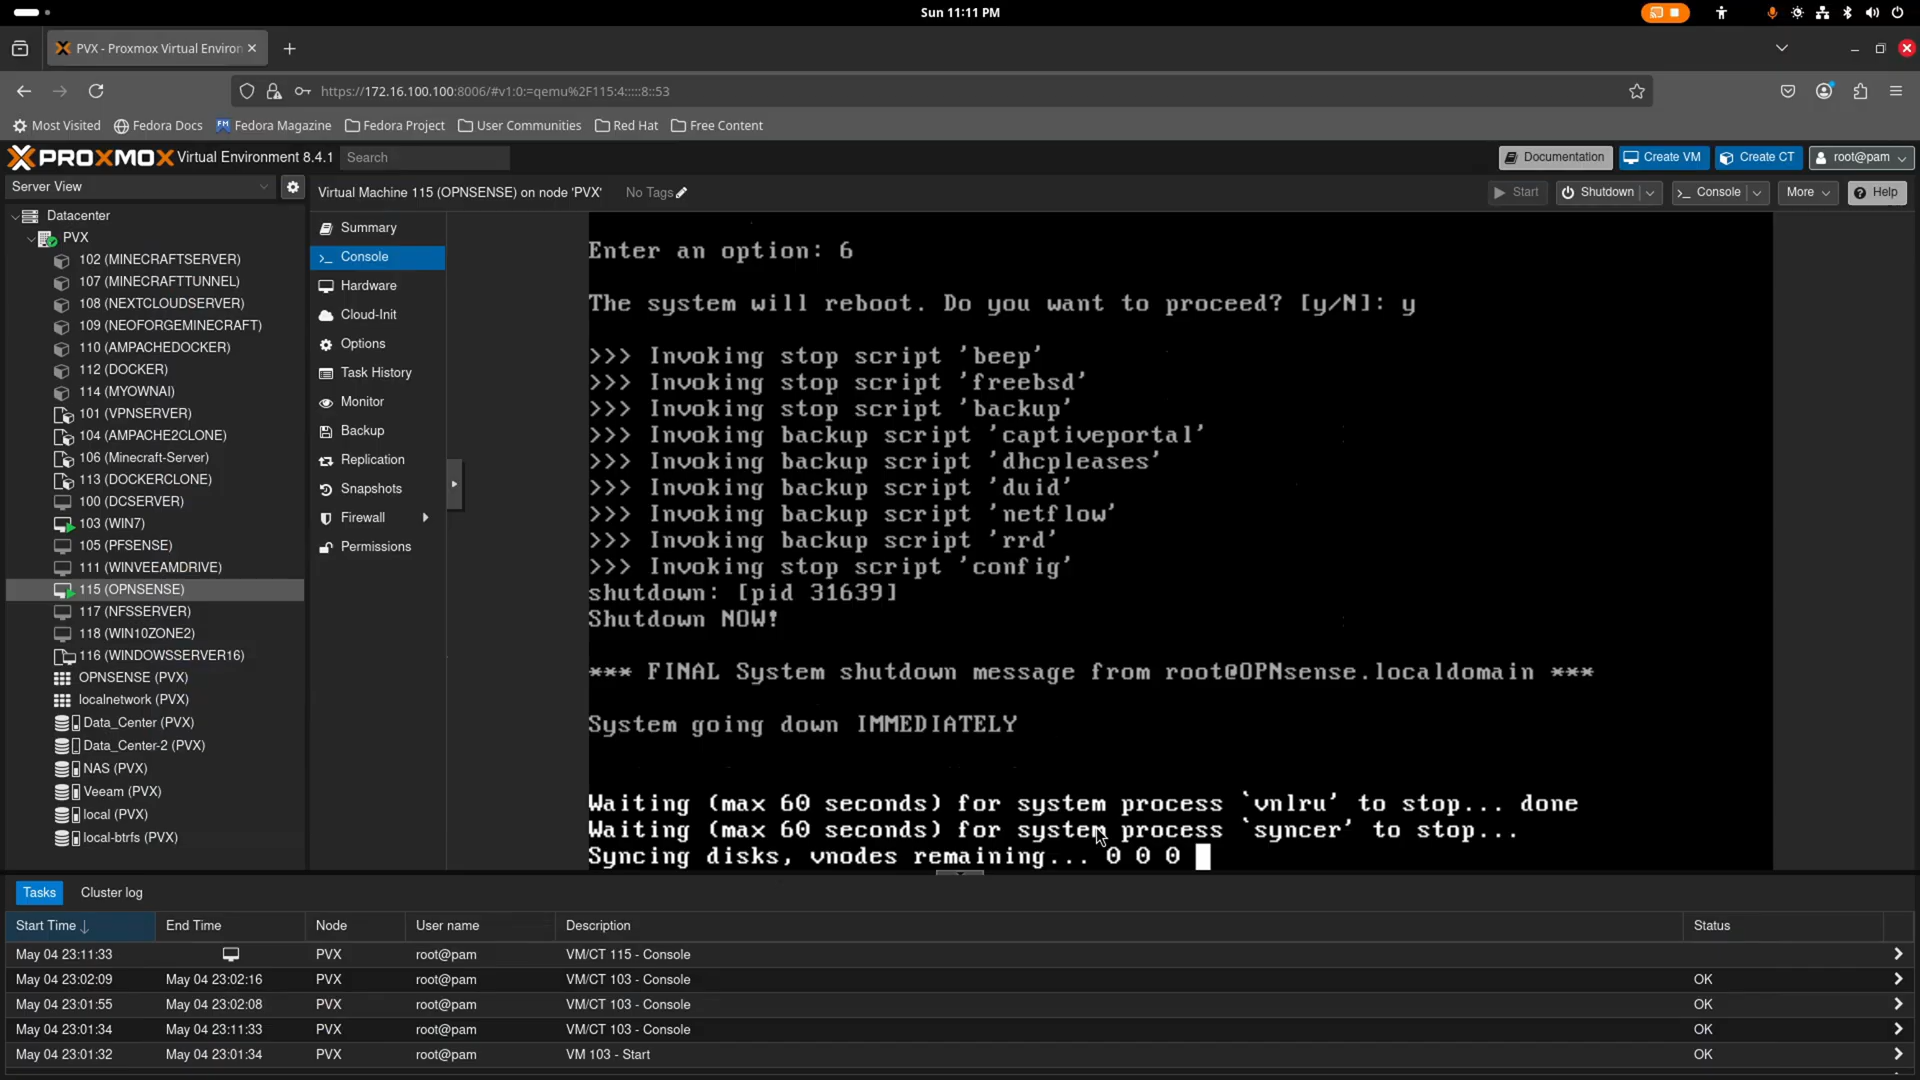 Sun 11:11 PM
PVX - Proxmox Virtual Environ
https://172.16.100.100:8006/#v1:0:=qemu%2F115:4:::::8::53
Most Visited
Fedora Docs
Fedora Magazine
Fedora Project
User Communities
Red Hat
Free Content
PROXMOX Virtual Environment 8.4.1
Search
Documentation
Create VM
Create CT
root@pam
Server View
Virtual Machine 115 (OPNSENSE) on node 'PVX'
No Tags
Start
Shutdown
Console
More
Help
Datacenter
PVX
102 (MINECRAFTSERVER)
107 (MINECRAFTTUNNEL)
108 (NEXTCLOUDSERVER)
109 (NEOFORGEMINECRAFT)
110 (AMPACHEDOCKER)
112 (DOCKER)
114 (MYOWNAI)
101 (VPNSERVER)
104 (AMPACHE2CLONE)
106 (Minecraft-Server)
113 (DOCKERCLONE)
100 (DCSERVER)
103 (WIN7)
105 (PFSENSE)
111 (WINVEEAMDRIVE)
115 (OPNSENSE)
117 (NFSSERVER)
118 (WIN10ZONE2)
116 (WINDOWSSERVER16)
OPNSENSE (PVX)
localnetwork (PVX)
Data_Center (PVX)
Data_Center-2 (PVX)
NAS (PVX)
Veeam (PVX)
local (PVX)
local-btrfs (PVX)
Summary
Console
Hardware
Cloud-Init
Options
Task History
Monitor
Backup
Replication
Snapshots
Firewall
Permissions
Enter an option: 6
The system will reboot. Do you want to proceed? [y/N]: y
>>> Invoking stop script 'beep'
>>> Invoking stop script 'freebsd'
>>> Invoking stop script 'backup'
>>> Invoking backup script 'captiveportal'
>>> Invoking backup script 'dhcpleases'
>>> Invoking backup script 'duid'
>>> Invoking backup script 'netflow'
>>> Invoking backup script 'rrd'
>>> Invoking stop script 'config'
shutdown: [pid 31639]
Shutdown NOW!
*** FINAL System shutdown message from root@OPNsense.localdomain ***
System going down IMMEDIATELY
Waiting (max 60 seconds) for system process `vnlru' to stop... done
Waiting (max 60 seconds) for system process `syncer' to stop...
Syncing disks, vnodes remaining... 0 0 0
Tasks
Cluster log
Start Time End Time Node User name Description Status
May 04 23:11:33 PVX root@pam VM/CT 115 - Console
May 04 23:02:09 May 04 23:02:16 PVX root@pam VM/CT 103 - Console OK
May 04 23:01:55 May 04 23:02:08 PVX root@pam VM/CT 103 - Console OK
May 04 23:01:34 May 04 23:11:33 PVX root@pam VM/CT 103 - Console OK
May 04 23:01:32 May 04 23:01:34 PVX root@pam VM 103 - Start OK